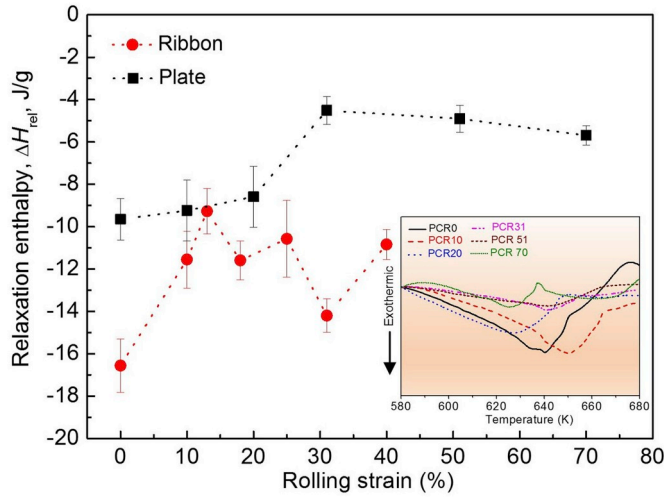 Relaxation enthalpy, ΔH_rel, J/g
0
-2
-4
-6
-8
-10
-12
-14
-16
-18
-20
Ribbon
Plate
PCR0
PCR10
PCR20
PCR31
PCR 51
PCR 70
Exothermic
580 600 620 640 660 680
Temperature (K)
0 10 20 30 40 50 60 70 80
Rolling strain (%)